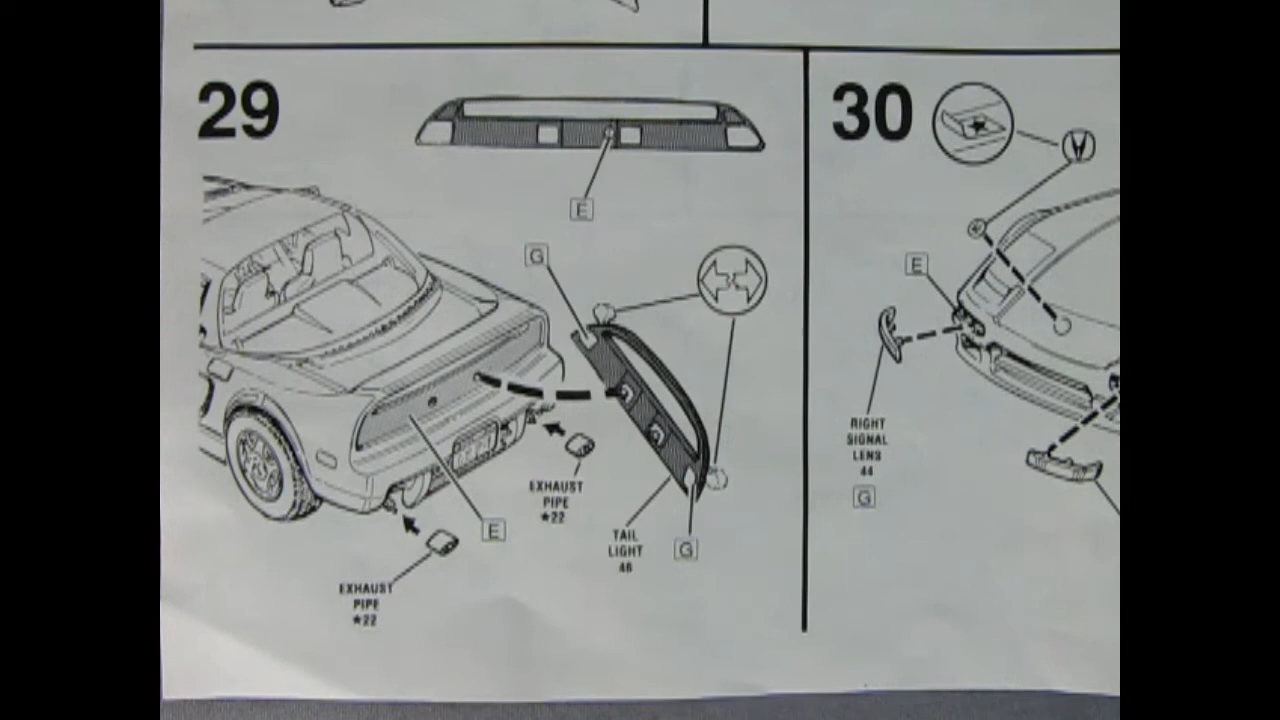 29
E
G
EXHAUST
PIPE
★22
E
TAIL
LIGHT
46
G
EXHAUST
PIPE
★22
30
E
RIGHT
SIGNAL
LENS
44
G